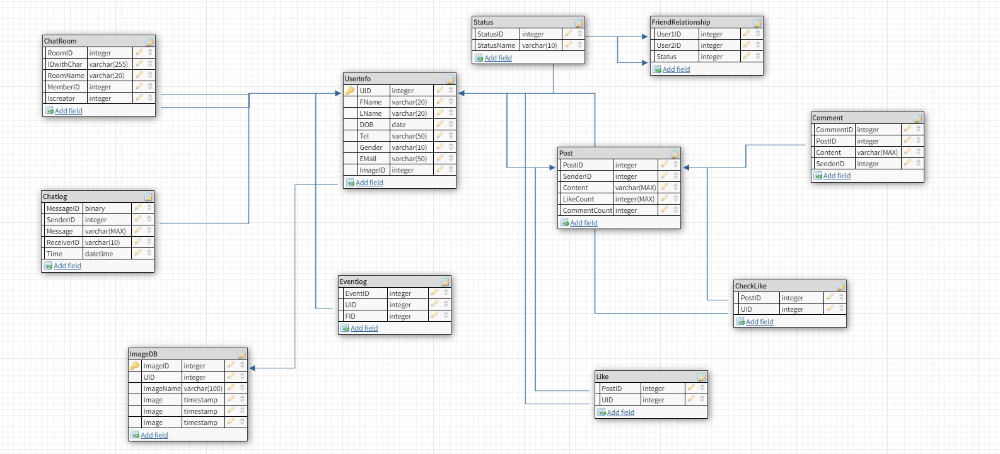 ChatRoom
RoomID integer
IDwithChar varchar(255)
RoomName varchar(20)
MemberID integer
Iscreator integer
Add field
Status
StatusID integer
StatusName varchar(10)
Add field
FriendRelationship
User1ID integer
User2ID integer
Status integer
Add field
UserInfo
UID integer
FName varchar(20)
LName varchar(20)
DOB date
Tel varchar(50)
Gender varchar(10)
EMail varchar(50)
ImageID integer
Add field
Comment
CommentID integer
PostID integer
Content varchar(MAX)
SenderID integer
Add field
Post
PostID integer
SenderID integer
Content varchar(MAX)
LikeCount integer(MAX)
CommentCount integer
Add field
Chatlog
MessageID binary
SenderID integer
Message varchar(MAX)
ReceiverID varchar(10)
Time datetime
Add field
Eventlog
EventID integer
UID integer
FID integer
Add field
CheckLike
PostID integer
UID integer
Add field
ImageDB
ImageID integer
UID integer
ImageName varchar(100)
Image timestamp
Image timestamp
Image timestamp
Add field
Like
PostID integer
UID integer
Add field